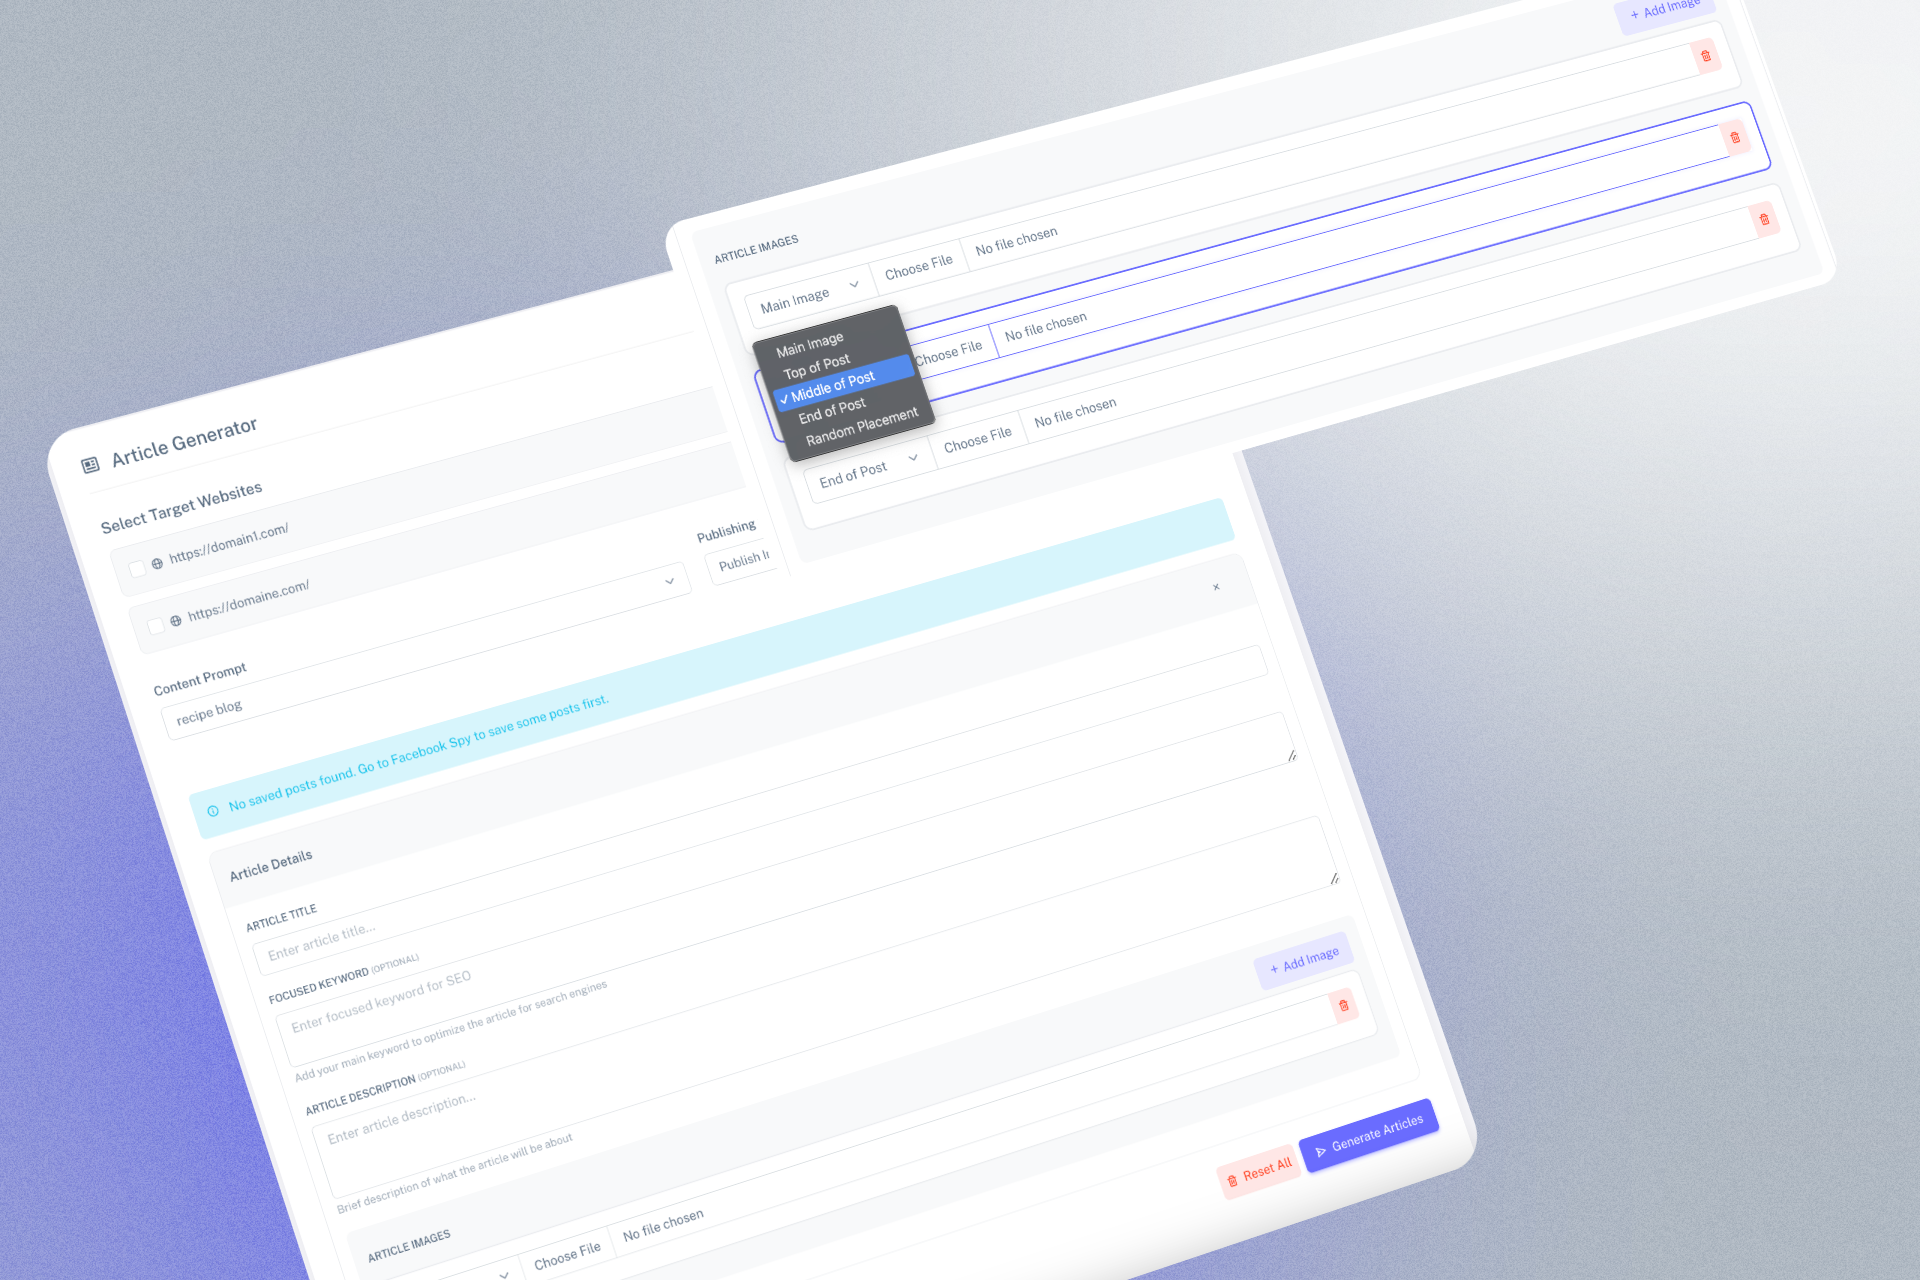 + Add Image
ARTICLE IMAGES
Main Image
Choose File
No file chosen
Main Image
Top of Post
✓ Middle of Post
End of Post
Random Placement
Choose File
No file chosen
End of Post
Choose File
No file chosen
Article Generator
Select Target Websites
https://domain1.com/
https://domaine.com/
Content Prompt
recipe blog
Publishing
Publish
No saved posts found. Go to Facebook Spy to save some posts first.
Article Details
×
ARTICLE TITLE
Enter article title...
FOCUSED KEYWORD (OPTIONAL)
Enter focused keyword for SEO
Add your main keyword to optimize the article for search engines
ARTICLE DESCRIPTION (OPTIONAL)
Enter article description...
Brief description of what the article will be about
ARTICLE IMAGES
+ Add Image
Choose File
No file chosen
Reset All
Generate Articles